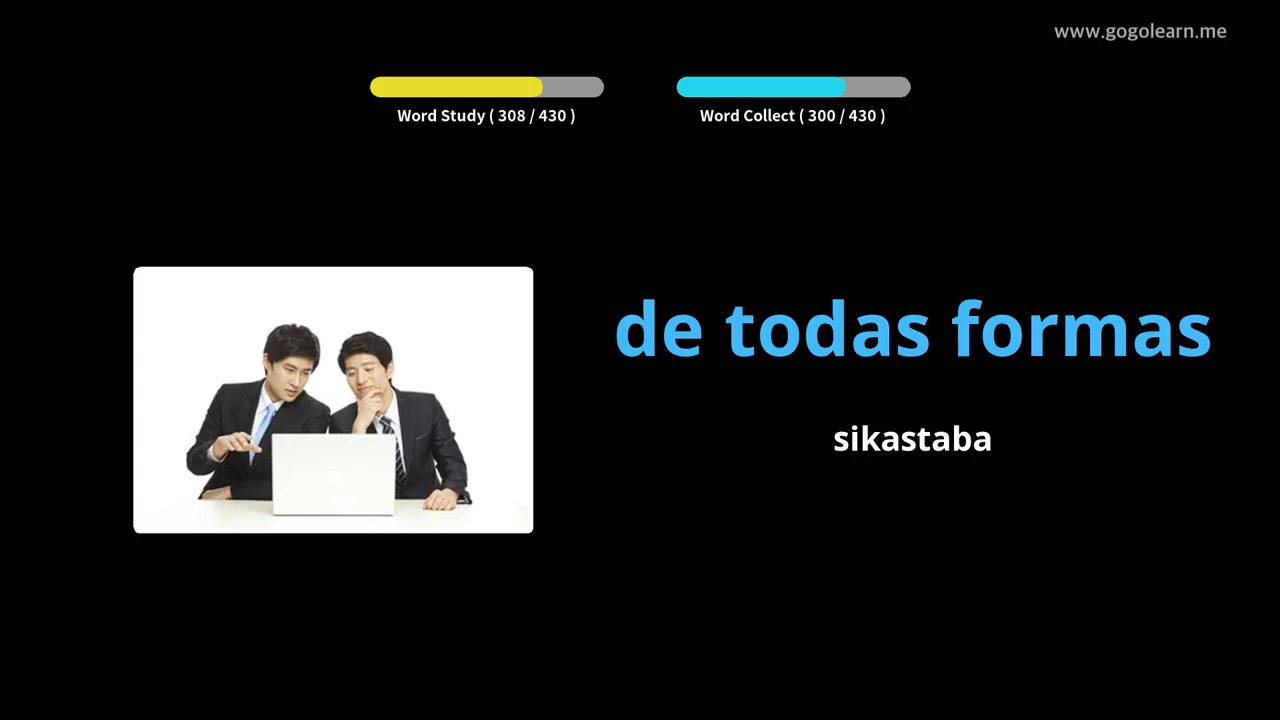 www.gogolearn.me
Word Study ( 308 / 430 )
Word Collect ( 300 / 430 )
de todas formas
sikastaba